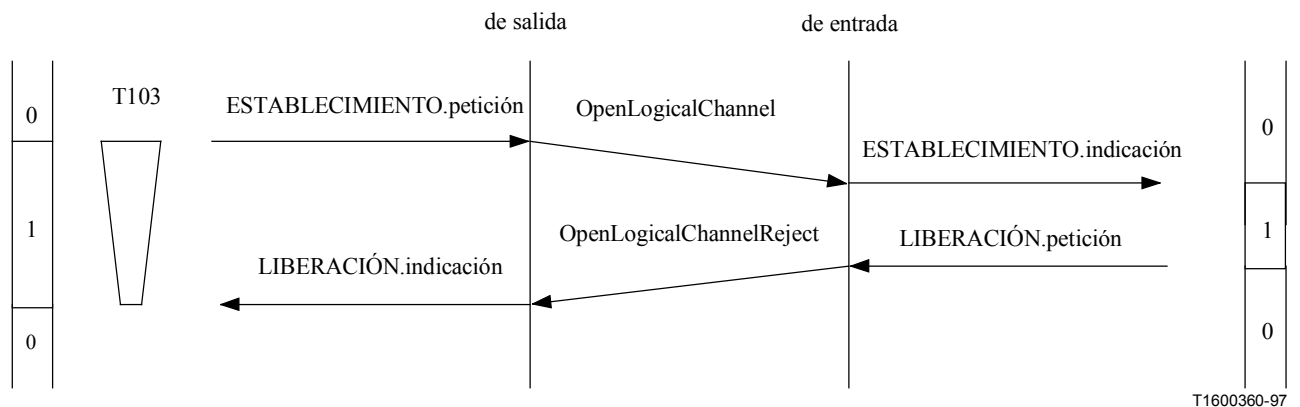 de salida
de entrada
T103
ESTABLECIMIENTO.petición
OpenLogicalChannel
0
0
ESTABLECIMIENTO.indicación
1
OpenLogicalChannelReject
LIBERACIÓN.petición
1
LIBERACIÓN.indicación
0
0
T1600360-97